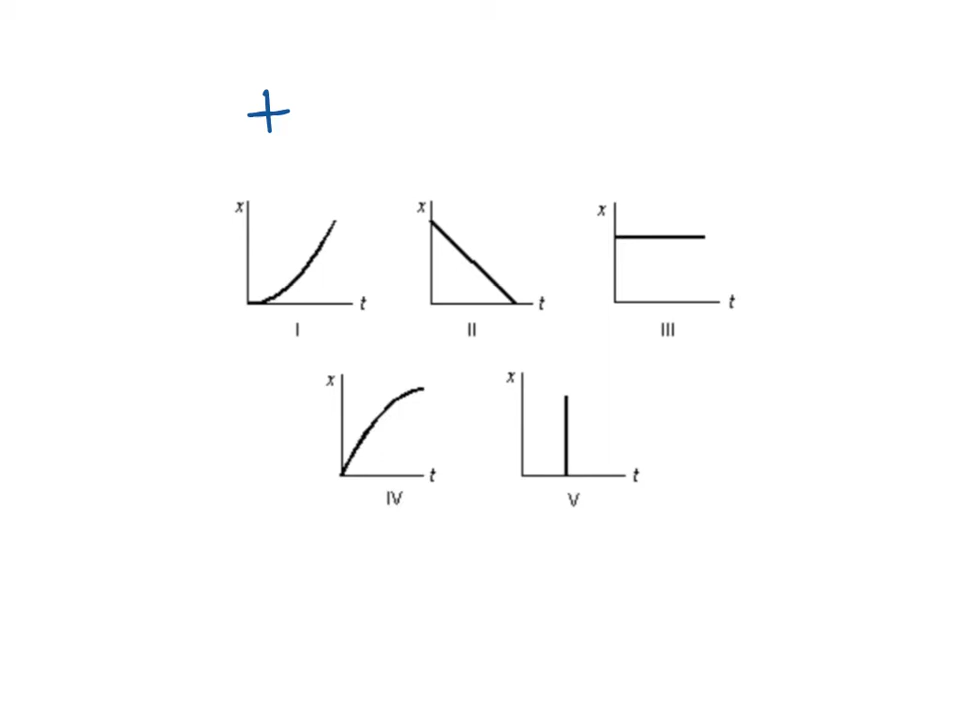 +
x x x
t t t
I II III
x x
t t
IV V